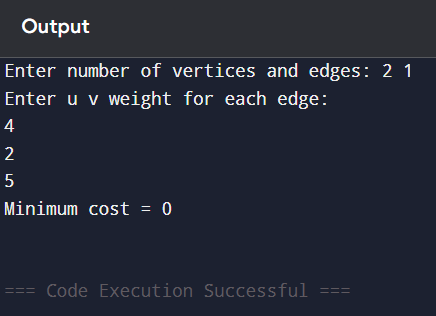 Output
Enter number of vertices and edges: 2 1
Enter u v weight for each edge:
4
2
5
Minimum cost = 0
=== Code Execution Successful ===